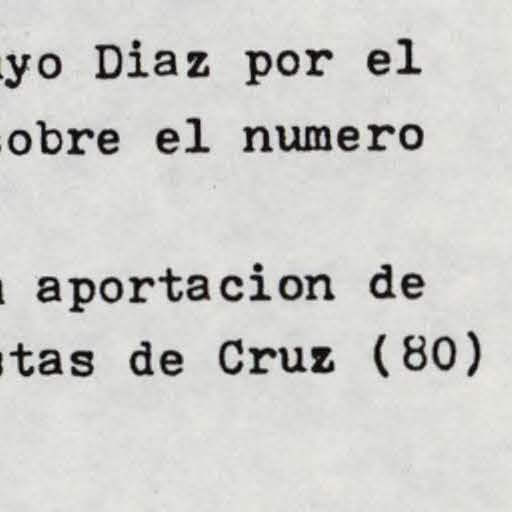 yo Diaz por el
obre el numero
aportacion de
tas de Cruz (80)